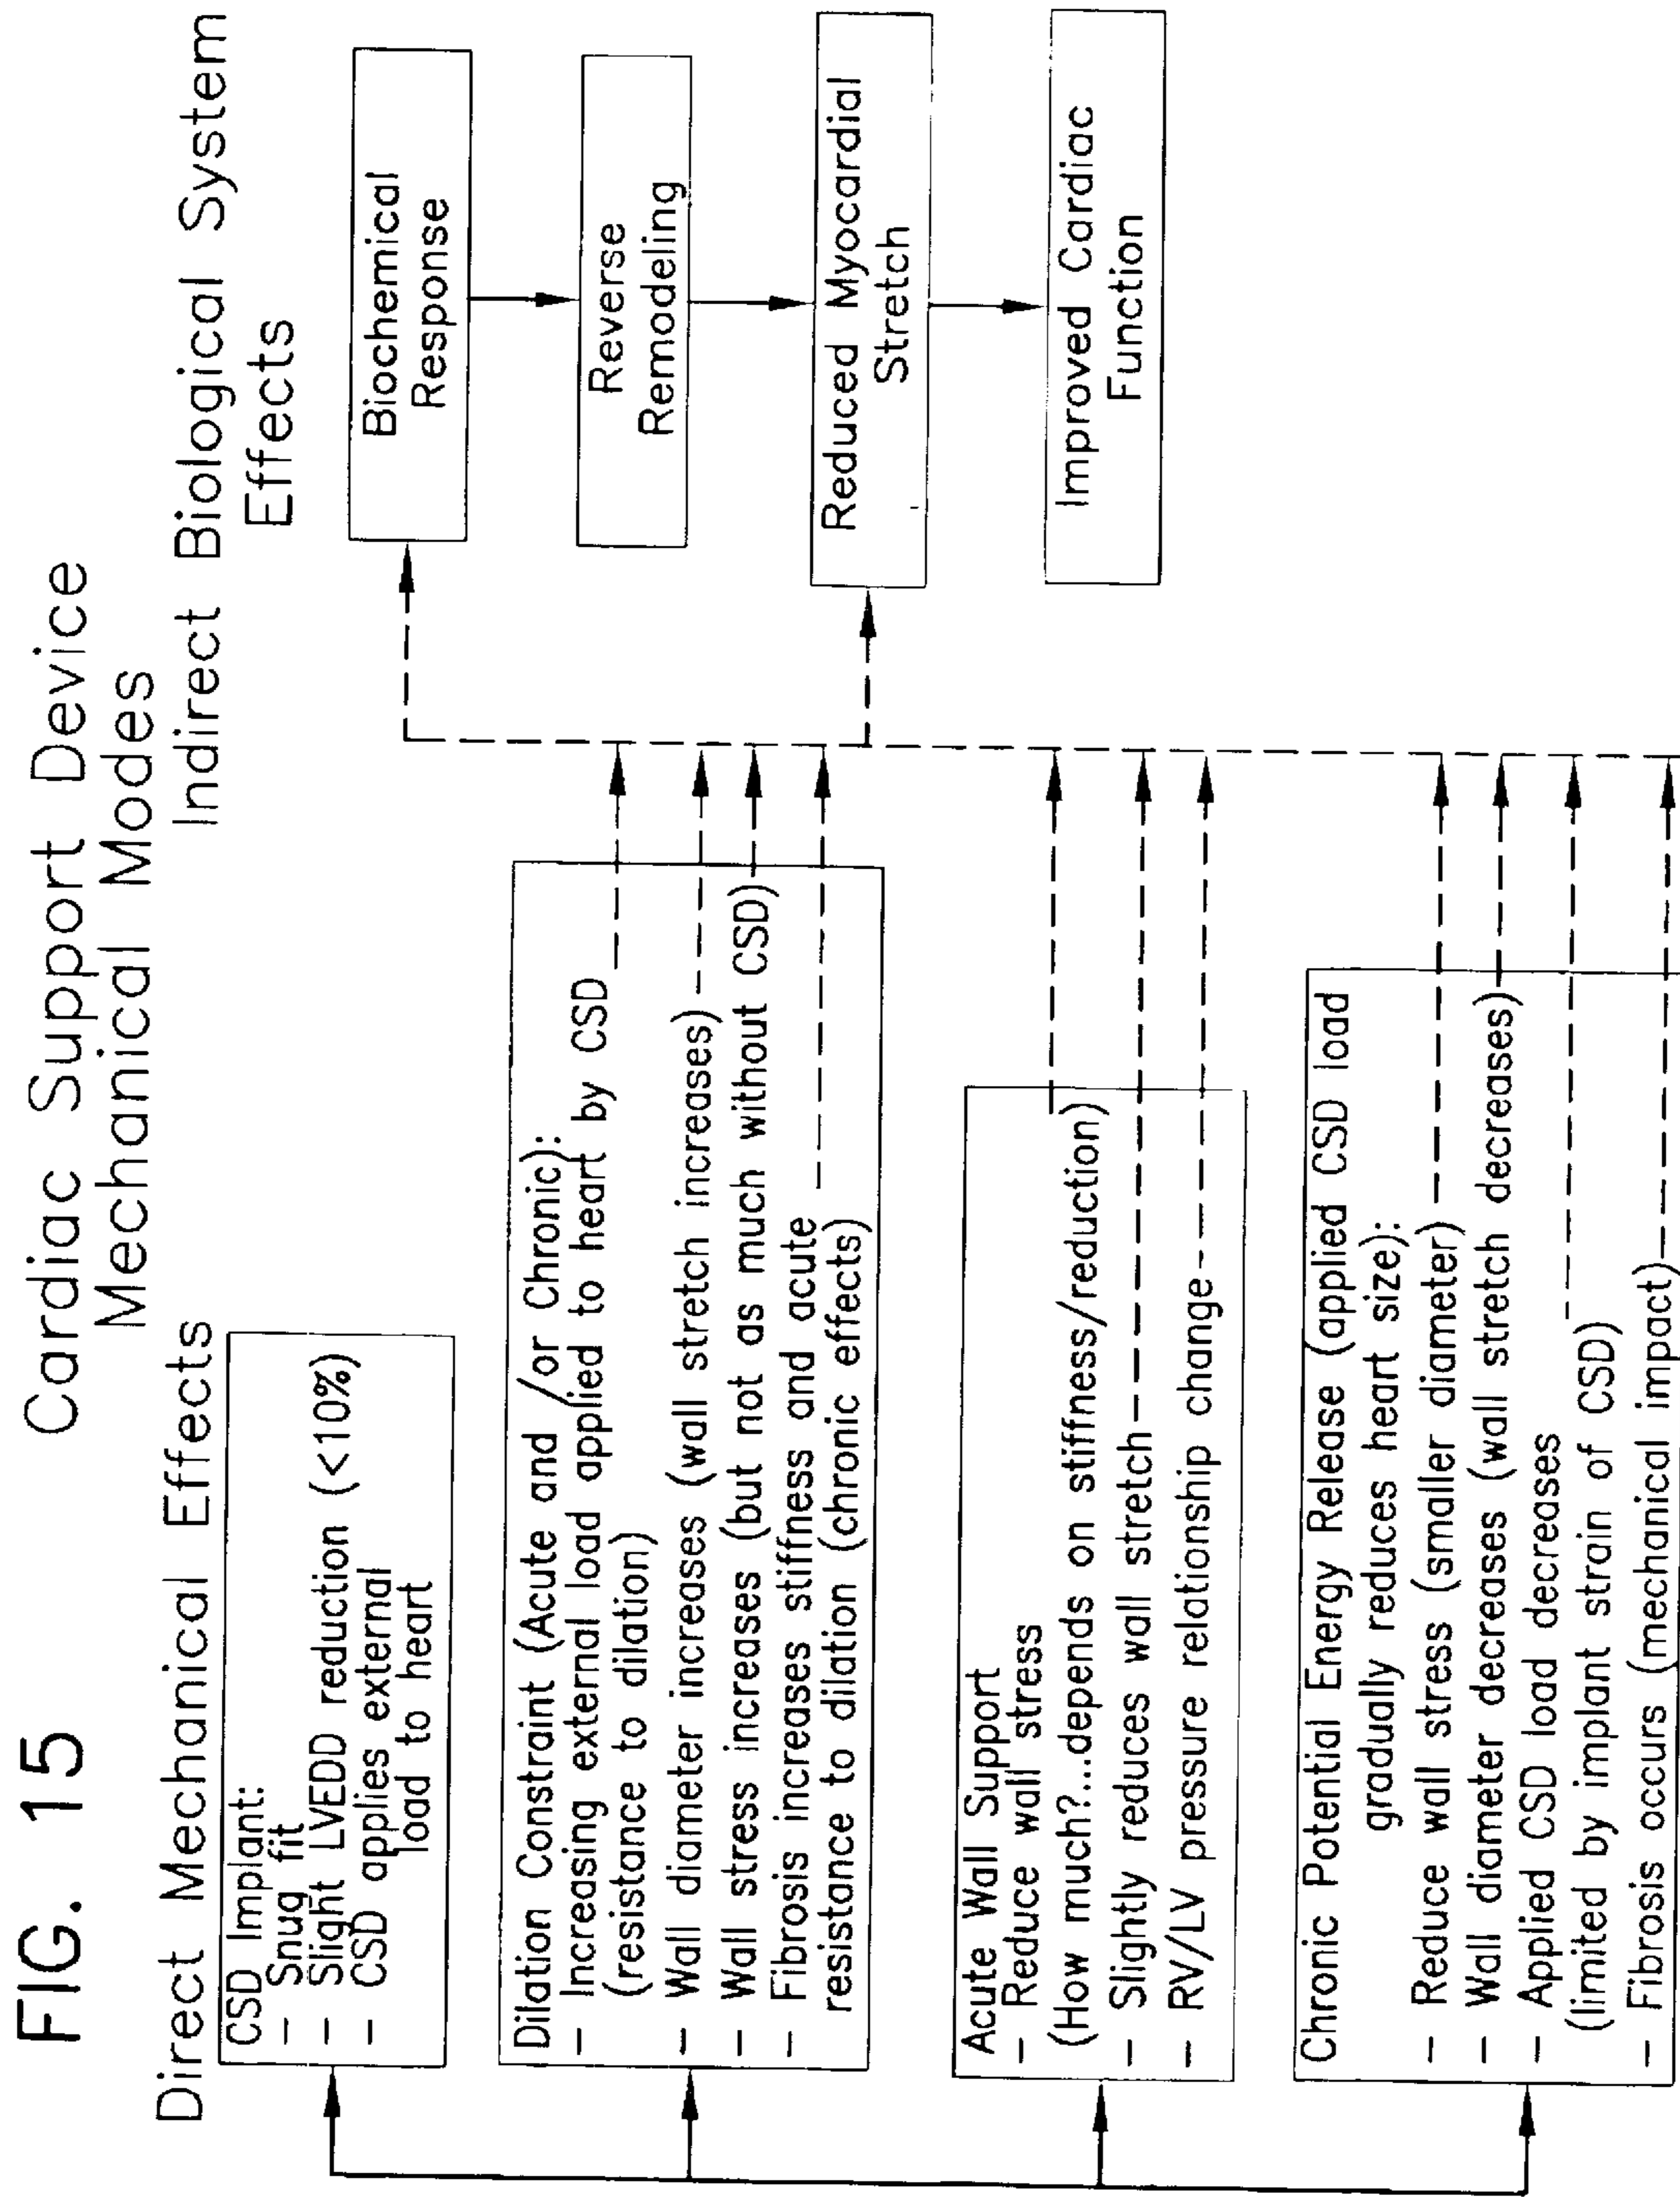 FIG. 15
Cardiac Support Device
Mechanical Modes
Direct Mechanical Effects
CSD Implant:
– Snug fit
– Slight LVEDD reduction (<10%)
– CSD applies external
load to heart
Dilation Constraint (Acute and /or Chronic):
– Increasing external load applied to heart by CSD
(resistance to dilation)
– Wall diameter increases (wall stretch increases)
– Wall stress increases (but not as much without CSD)
– Fibrosis increases stiffness and acute
resistance to dilation (chronic effects)
Acute Wall Support
– Reduce wall stress
(How much?...depends on stiffness/reduction)
– Slightly reduces wall stretch
– RV/LV pressure relationship change
Chronic Potential Energy Release (applied CSD load
gradually reduces heart size):
– Reduce wall stress (smaller diameter)
– Wall diameter decreases (wall stretch decreases)
– Applied CSD load decreases
(limited by implant strain of CSD)
– Fibrosis occurs (mechanical impact)
Indirect Biological System
Effects
Biochemical
Response
Reverse
Remodeling
Reduced Myocardial
Stretch
Improved Cardiac
Function